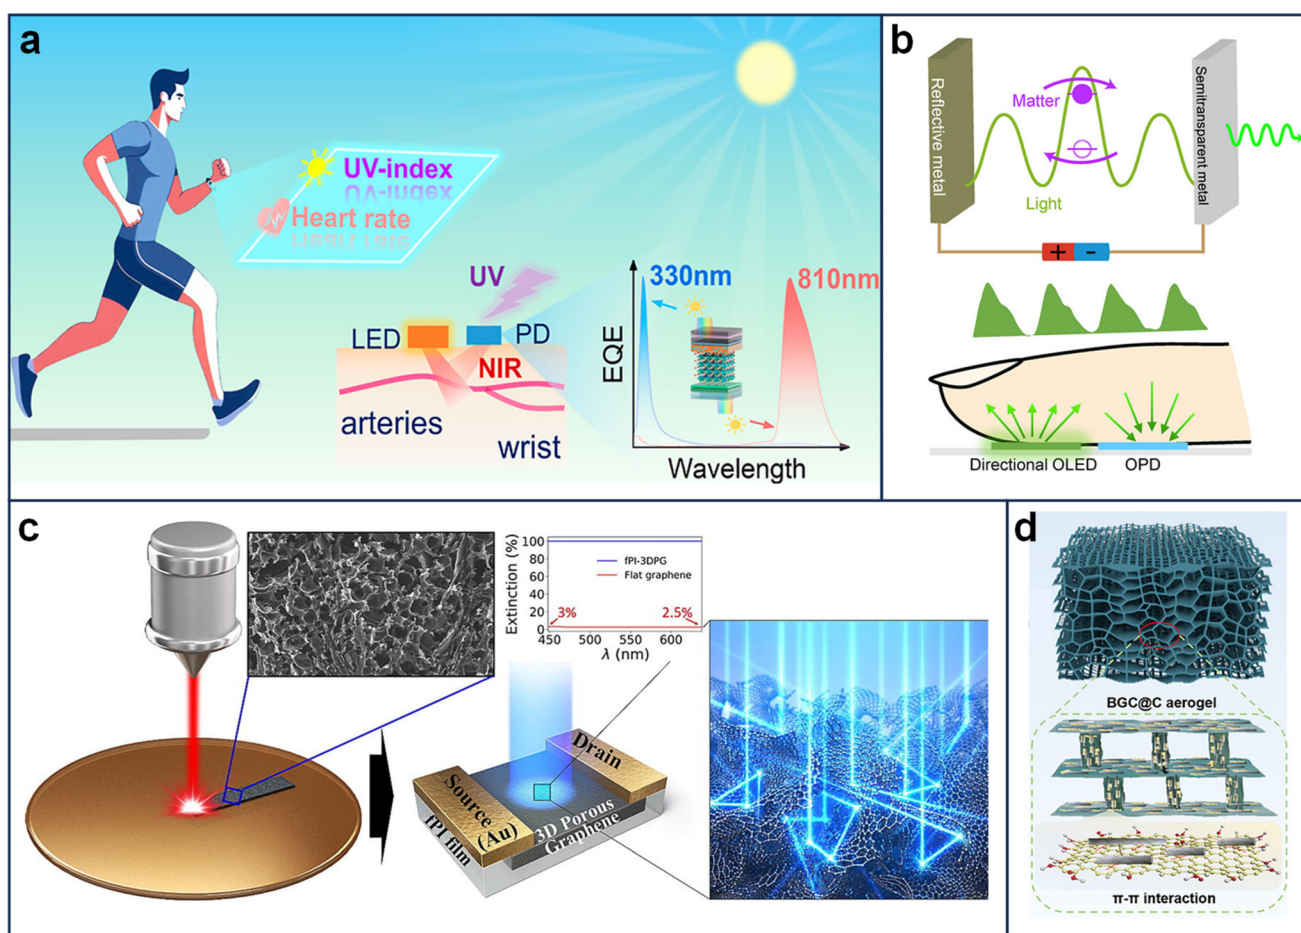 a
UV-index
Heart rate
UV
LED
PD
NIR
arteries
wrist
330nm
810nm
EQE
Wavelength
b
Reflective metal
Matter
Light
Semitransparent metal
+ -
Directional OLED
OPD
c
Extinction (%)
100
80
60
40
20
0
fPI-3DPG
Flat graphene
3%
2.5%
450 500 550 600
λ (nm)
Drain
Source
(Au)
fPI film
3D Porous
Graphene
d
BGC@C aerogel
π-π interaction